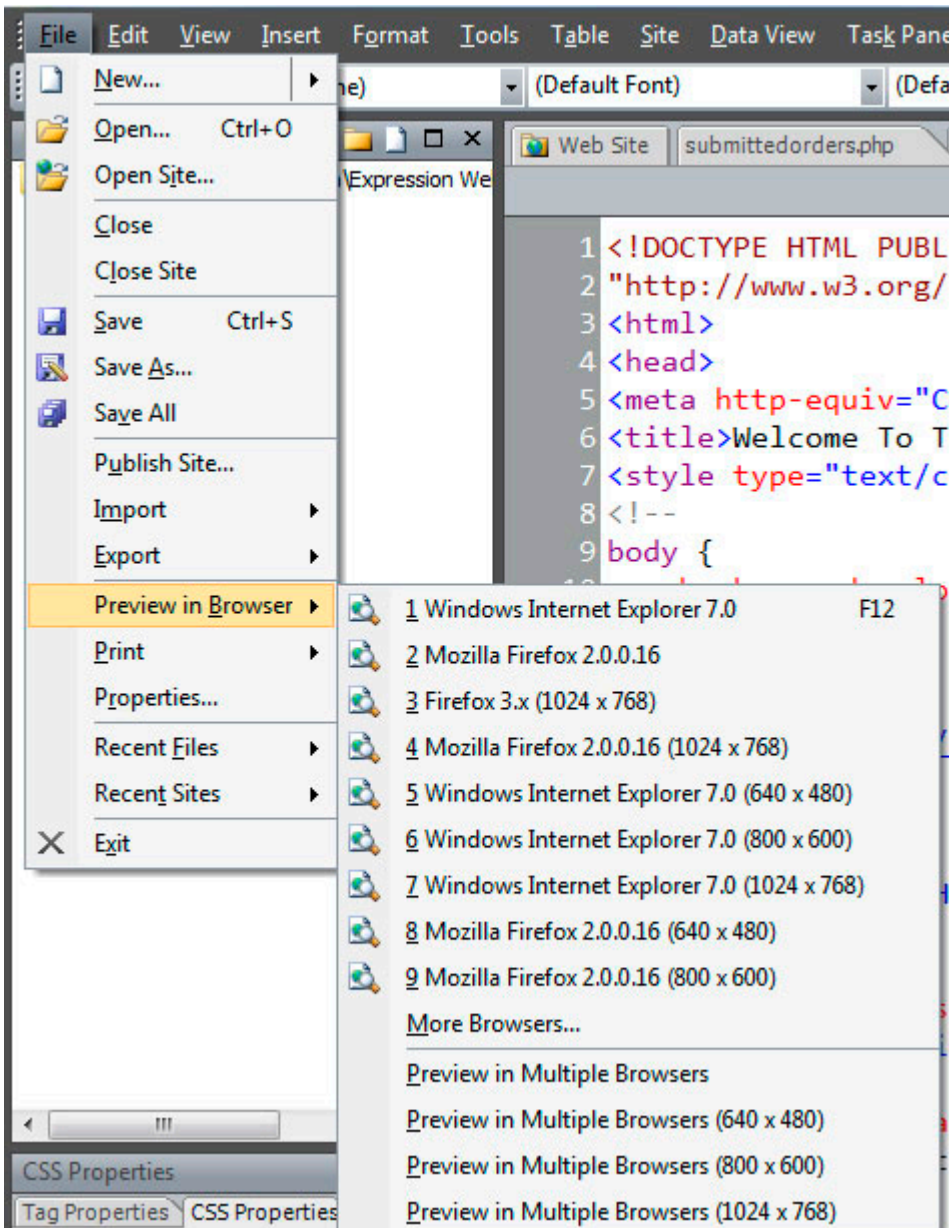 File Edit View Insert Format Tools Table Site Data View Task Pane
New... ne) (Default Font) (Defa
Open... Ctrl+O
Web Site submittedorders.php
Open Site... \Expression We
Close
Close Site
Save Ctrl+S
Save As...
Save All
Publish Site...
Import
Export
1 <!DOCTYPE HTML PUBL
2 "http://www.w3.org/
3 <html>
4 <head>
5 <meta http-equiv="C
6 <title>Welcome To T
7 <style type="text/c
8 <!--
9 body {
Preview in Browser
Print
Properties...
Recent Files
Recent Sites
Exit
1 Windows Internet Explorer 7.0 F12
2 Mozilla Firefox 2.0.0.16
3 Firefox 3.x (1024 x 768)
4 Mozilla Firefox 2.0.0.16 (1024 x 768)
5 Windows Internet Explorer 7.0 (640 x 480)
6 Windows Internet Explorer 7.0 (800 x 600)
7 Windows Internet Explorer 7.0 (1024 x 768)
8 Mozilla Firefox 2.0.0.16 (640 x 480)
9 Mozilla Firefox 2.0.0.16 (800 x 600)
More Browsers...
Preview in Multiple Browsers
Preview in Multiple Browsers (640 x 480)
Preview in Multiple Browsers (800 x 600)
Preview in Multiple Browsers (1024 x 768)
CSS Properties
Tag Properties CSS Properties